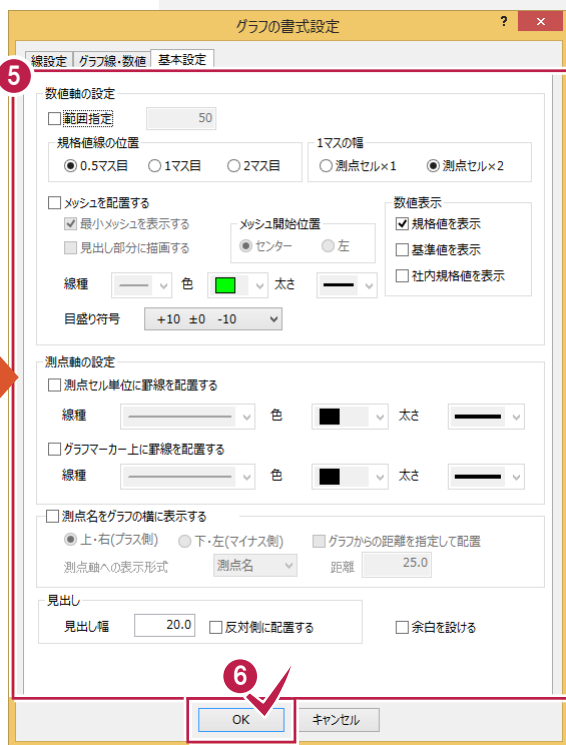 グラフの書式設定 ? ×
線設定 グラフ線・数値 基本設定
5
数値軸の設定
範囲指定 50
規格値線の位置 1マスの幅
0.5マス目 1マス目 2マス目 測点セル×1 測点セル×2
メッシュを配置する 数値表示
最小メッシュを表示する メッシュ開始位置 規格値を表示
見出し部分に描画する センター 左 基準値を表示
線種 色 太さ 社内規格値を表示
目盛り符号 +10 ±0 -10
測点軸の設定
測点セル単位に罫線を配置する
線種 色 太さ
グラフマーカー上に罫線を配置する
線種 色 太さ
測点名をグラフの横に表示する
上・右(プラス側) 下・左(マイナス側) グラフからの距離を指定して配置
測点軸への表示形式 測点名 距離 25.0
見出し
見出し幅 20.0 反対側に配置する 余白を設ける
6
OK キャンセル